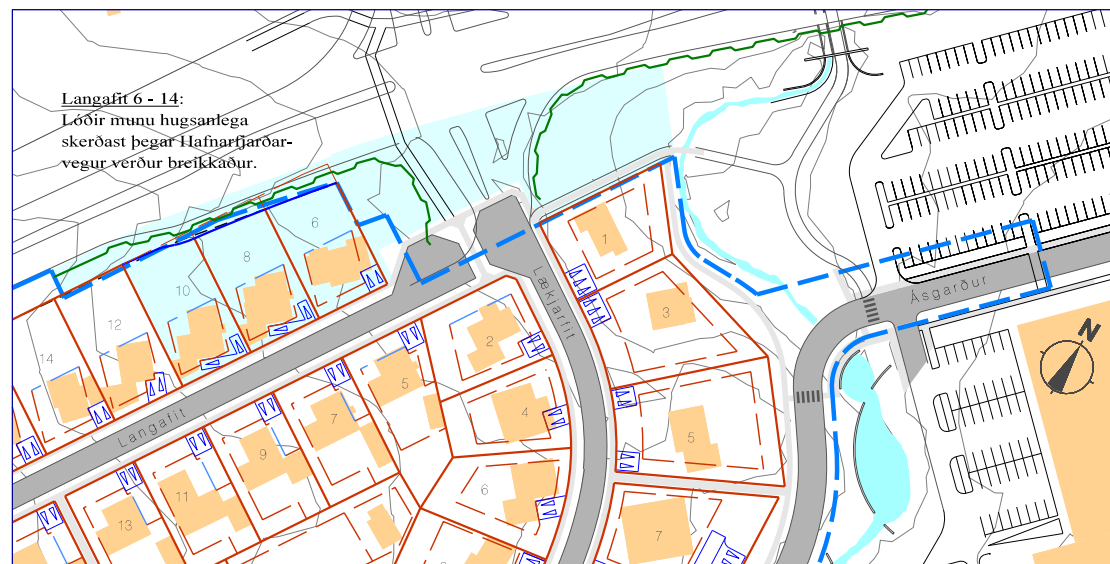 Langafit 6 - 14:
Lóðir munu hugsanlega
skerðast þegar Hafnarfjarðar-
vegur verður breikkaður.
6
8
10
12
14
1
3
2
4
5
5
7
9
11
13
6
7
Langafit
Lækjarfit
Ásgarður
N